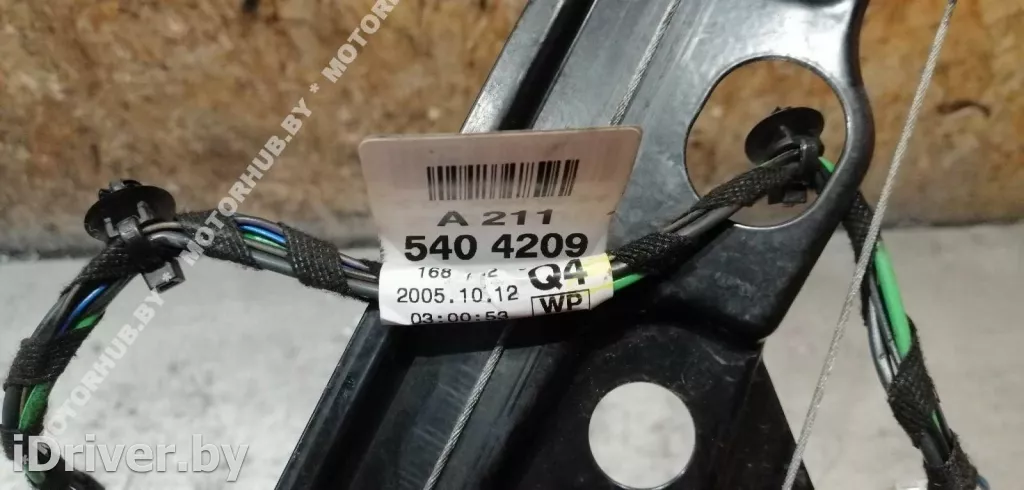 MOTORHUB.BY * MOTORHUB.BY * MOTORHUB.BY
A 211
540 4209
168
Q4
2005.10.12
WP
03:00:53
iDriver.by